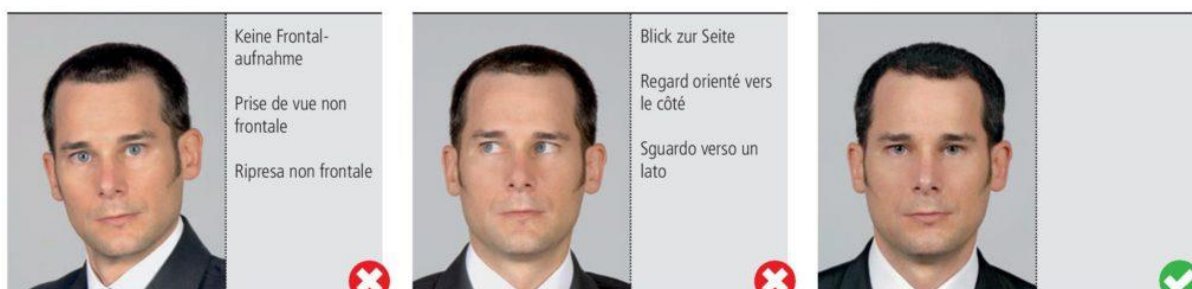 Keine Frontal-
aufnahme
Prise de vue non
frontale
Ripresa non frontale
Blick zur Seite
Regard orienté vers
le côté
Sguardo verso un
lato